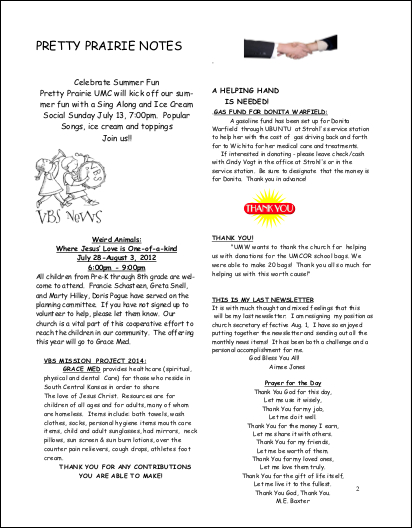 PRETTY PRAIRIE NOTES
Celebrate Summer Fun
Pretty Prairie UMC will kick off our sum-
mer fun with a Sing Along and Ice Cream
Social Sunday July 13, 7:00pm. Popular
Songs, ice cream and toppings
Join us!!
VBS NEWS
Weird Animals:
Where Jesus' Love is One-of-a-kind
July 28-August 3, 2012
6:00pm - 9:00pm
All children from Pre-K through 8th grade are wel-
come to attend. Francie Schasteen, Greta Snell,
and Marty Hilley, Doris Pague have served on the
planning committee. If you have not signed up to
volunteer to help, please let them know. Our
church is a vital part of this cooperative effort to
reach the children in our community. The offering
this year will go to Grace Med.
VBS MISSION PROJECT 2014:
GRACE MED provides healthcare (spiritual,
physical and dental Care) for those who reside in
South Central Kansas in order to share
The love of Jesus Christ. Resources are for
children of all ages and for adults, many of whom
are homeless. Items include: bath towels, wash
clothes, socks, personal hygiene items mouth care
items, child and adult sunglasses, had mirrors, neck
pillows, sun screen & sun burn lotions, over the
counter pain relievers, cough drops, athletes foot
cream.
THANK YOU FOR ANY CONTRIBUTIONS
YOU ARE ABLE TO MAKE!
A HELPING HAND
IS NEEDED!
GAS FUND FOR DONITA WARFIELD:
A gasoline fund has been set up for Donita
Warfield through UBUNTU at Strohl's service station
to help her with the cost of gas driving back and forth
for to Wichita for her medical care and treatments.
If interested in donating - please leave check/cash
with Cindy Vogt in the office at Strohl's or in the
service station. Be sure to designate that the money is
for Donita. Thank you in advance!
THANK YOU
THANK YOU!
"UMW wants to thank the church for helping
us with donations for the UMCOR school bags. We
were able to make 20 bags! Thank you all so much for
helping us with this worth cause!"
THIS IS MY LAST NEWSLETTER
It is with much thought and mixed feelings that this
will be my last newsletter. I am resigning my position as
church secretary effective Aug. 1, I have so enjoyed
putting together the newsletter and sending out all the
monthly news items! It has been both a challenge and a
personal accomplishment for me.
God Bless You All!
Aimee Jones
Prayer for the Day
Thank You God for this day,
Let me use it wisely,
Thank You for my job,
Let me do it well.
Thank You for the money I earn,
Let me share it with others.
Thank You for my friends,
Let me be worth of them.
Thank You for my loved ones,
Let me love them truly.
Thank You for the gift of life itself,
Let me live it to the fullest.
Thank You God, Thank You.
M.E. Baxter
2